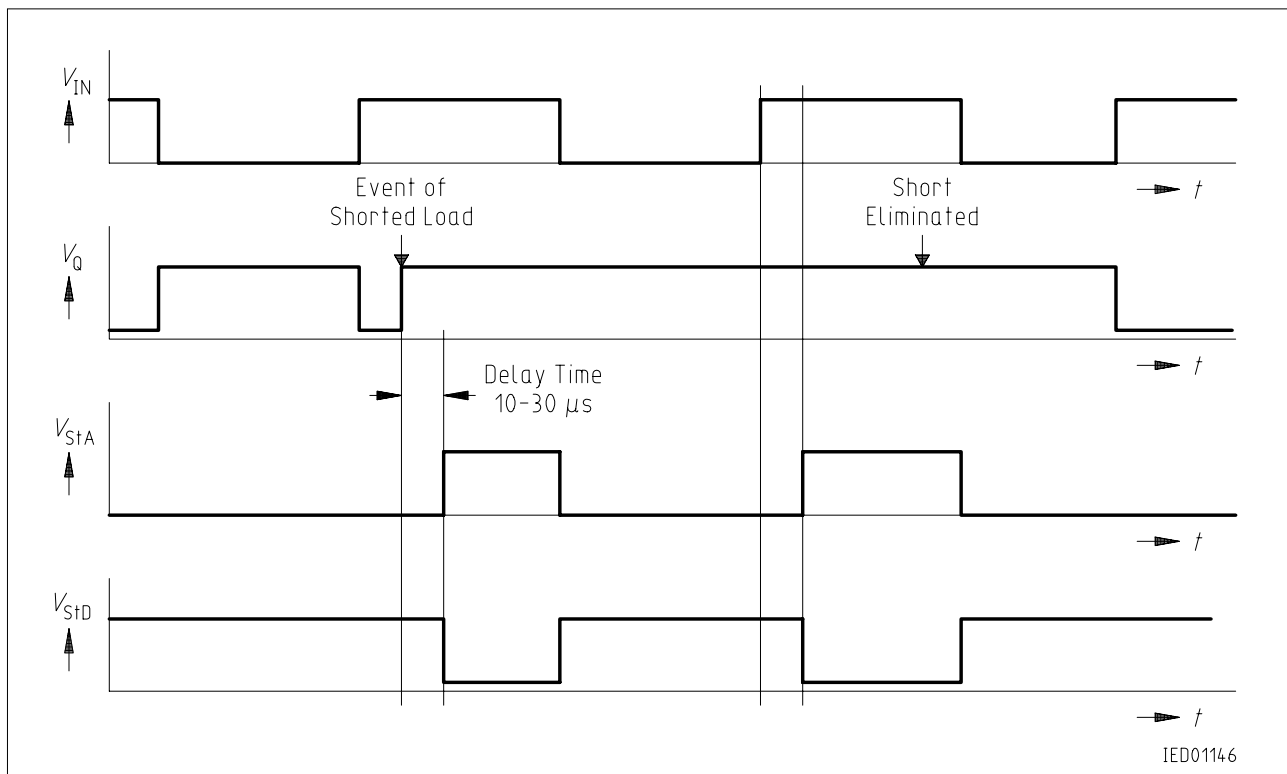 V_IN
t
Event of
Shorted Load
Short
Eliminated
V_Q
t
Delay Time
10-30 µs
V_StA
t
V_StD
t
IED01146